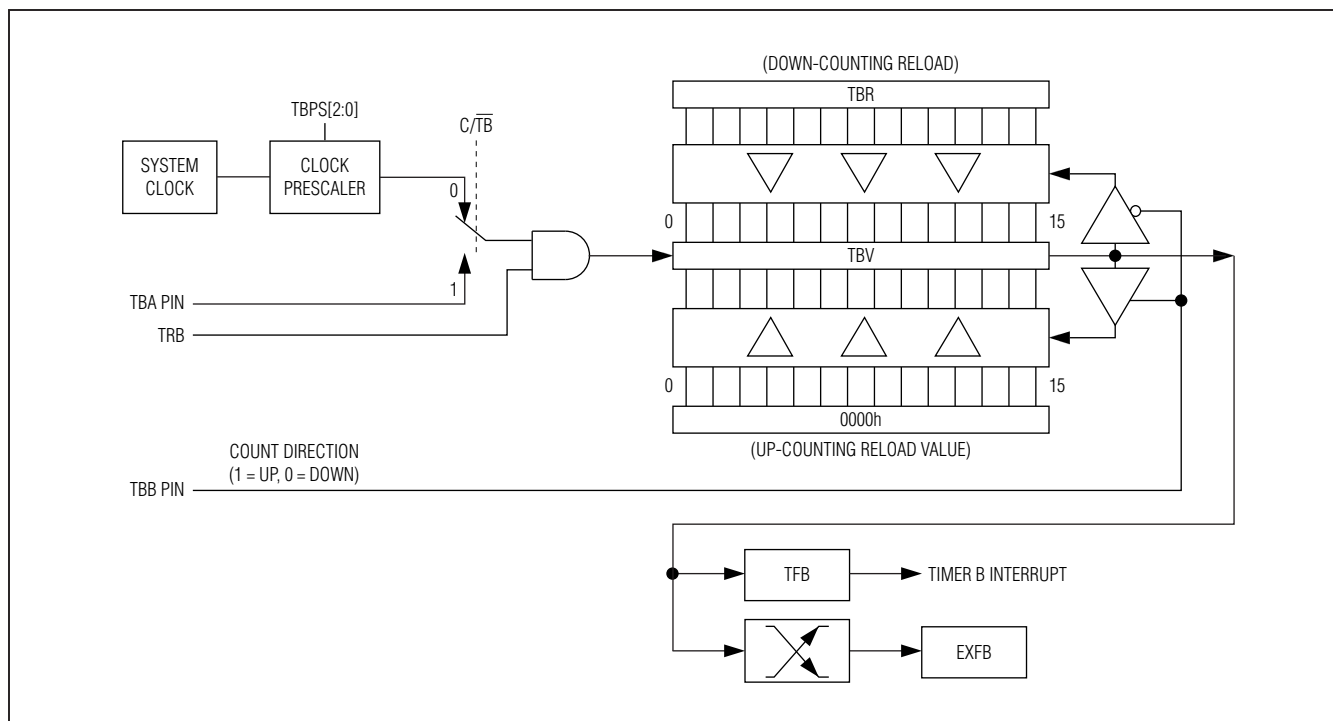 (DOWN-COUNTING RELOAD)
TBR
TBPS[2:0]
C/T̅B̅
SYSTEM
CLOCK
CLOCK
PRESCALER
0
0
15
TBV
1
TBA PIN
TRB
0
15
0000h
(UP-COUNTING RELOAD VALUE)
COUNT DIRECTION
(1 = UP, 0 = DOWN)
TBB PIN
TFB
TIMER B INTERRUPT
EXFB